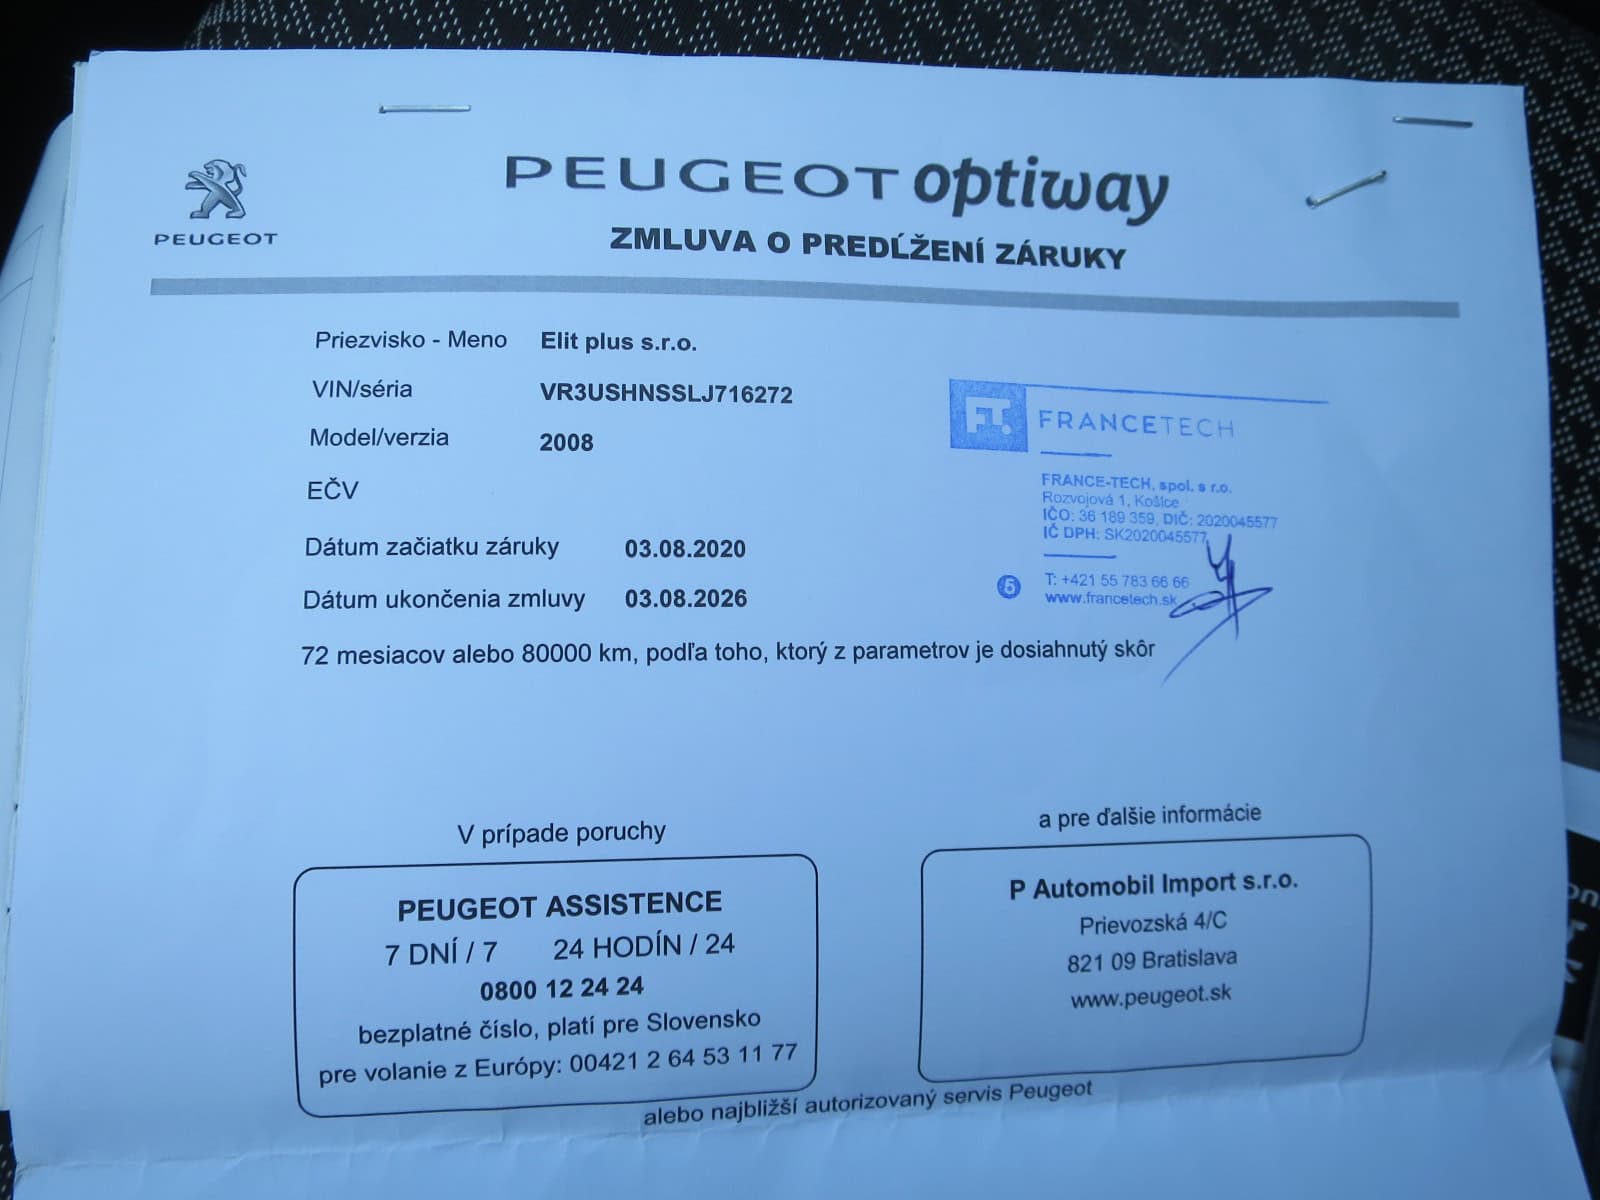 PEUGEOT
PEUGEOT optiway
ZMLUVA O PREDĹŽENÍ ZÁRUKY
Priezvisko - Meno Elit plus s.r.o.
VIN/séria VR3USHNSSLJ716272
Model/verzia 2008
EČV
Dátum začiatku záruky 03.08.2020
Dátum ukončenia zmluvy 03.08.2026
72 mesiacov alebo 80000 km, podľa toho, ktorý z parametrov je dosiahnutý skôr
FT. FRANCETECH
FRANCE-TECH, spol. s r.o.
Rozvojová 1, Košice
IČO: 36 189 359, DIČ: 2020045577
IČ DPH: SK2020045577
5
T: +421 55 783 66 66
www.francetech.sk
V prípade poruchy
PEUGEOT ASSISTENCE
7 DNÍ / 7 24 HODÍN / 24
0800 12 24 24
bezplatné číslo, platí pre Slovensko
pre volanie z Európy: 00421 2 64 53 11 77
a pre ďalšie informácie
P Automobil Import s.r.o.
Prievozská 4/C
821 09 Bratislava
www.peugeot.sk
alebo najbližší autorizovaný servis Peugeot